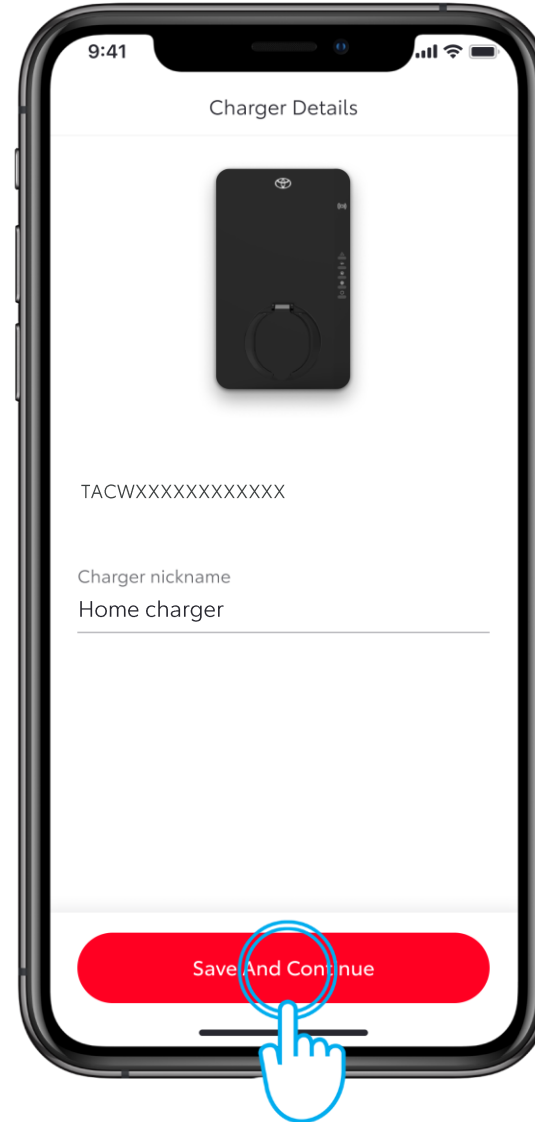 9:41
Charger Details
TACWXXXXXXXXXXXX
Charger nickname
Home charger
Save And Continue